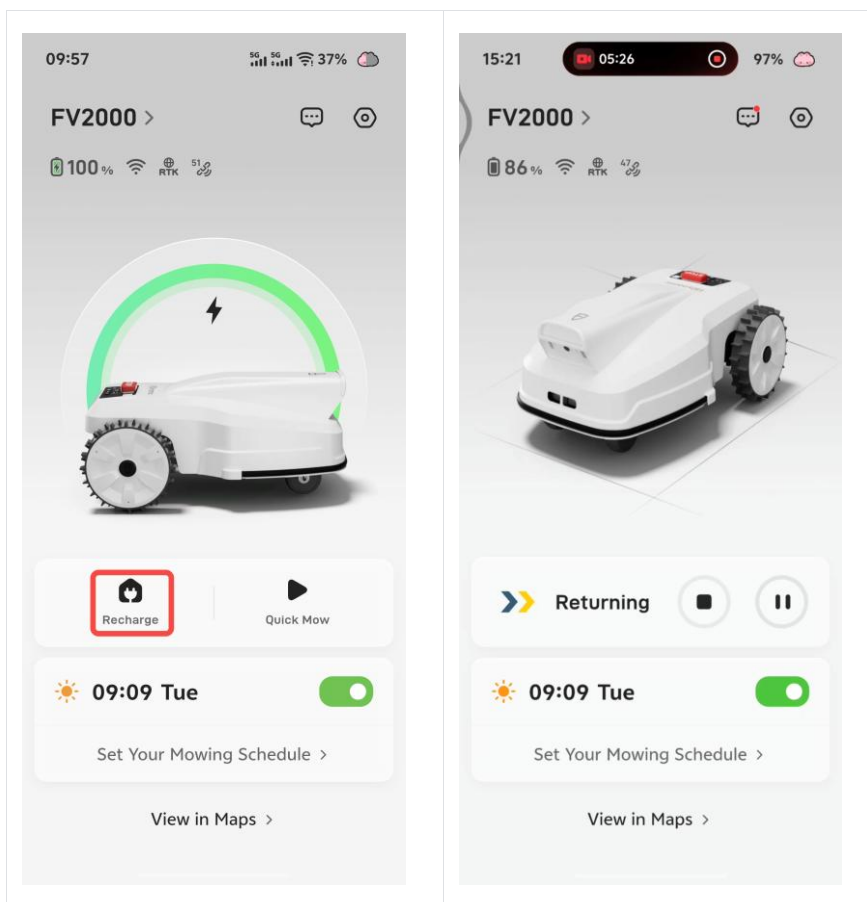 09:57 5G 5G 37%
FV2000 >
100% RTK 51
Recharge
Quick Mow
09:09 Tue
Set Your Mowing Schedule >
View in Maps >
15:21 05:26 97%
FV2000 >
86% RTK 47
Returning
09:09 Tue
Set Your Mowing Schedule >
View in Maps >